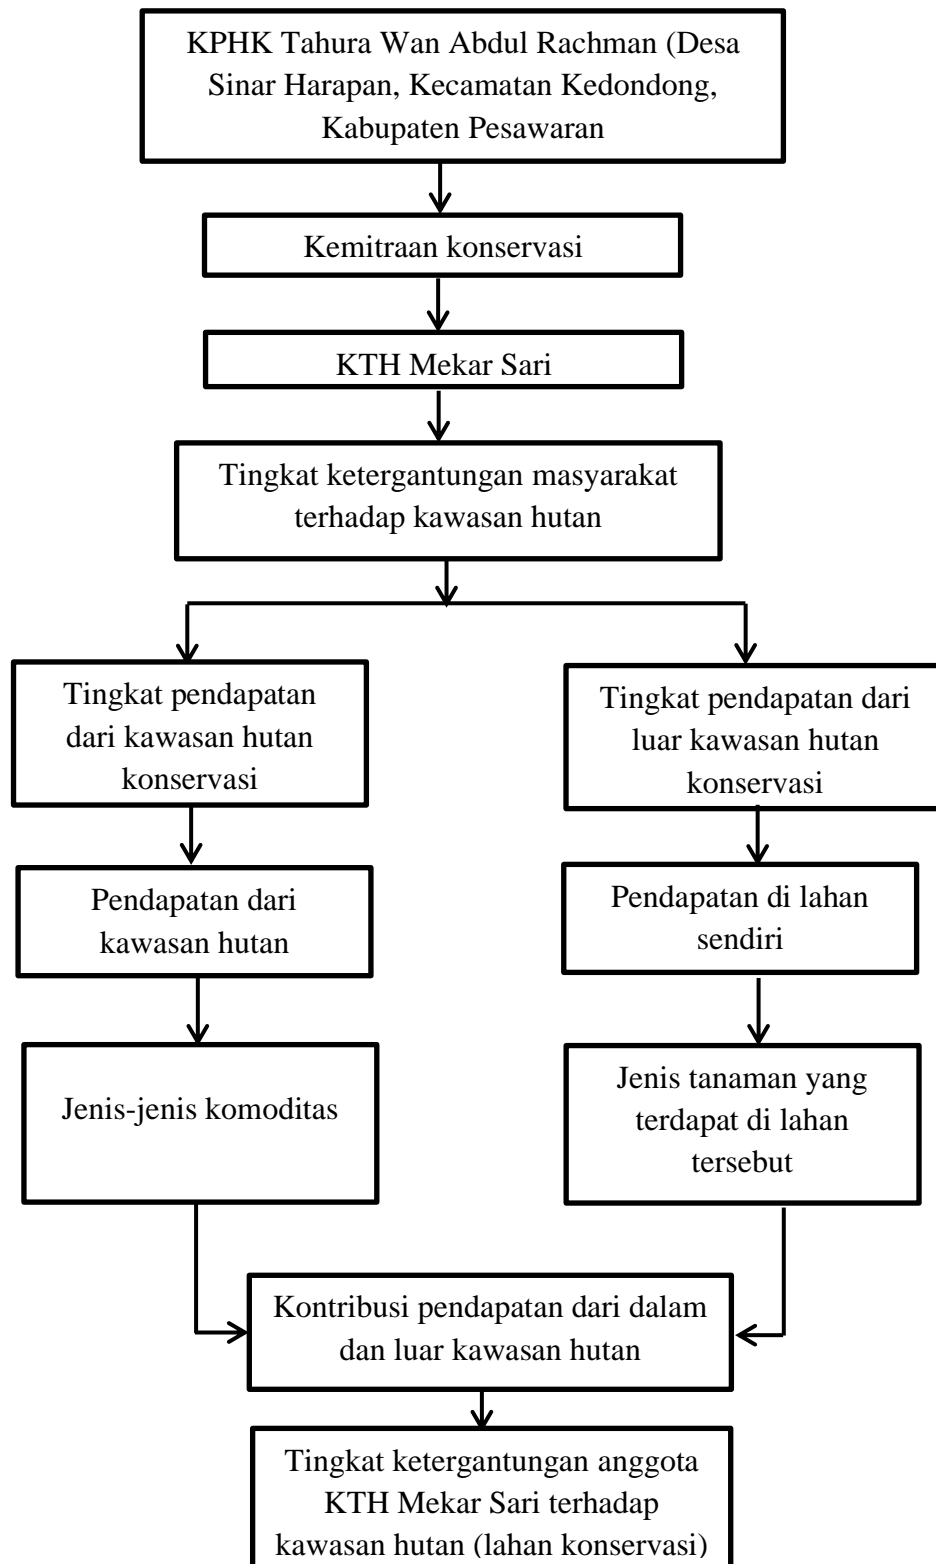 KPHK Tahura Wan Abdul Rachman (Desa
Sinar Harapan, Kecamatan Kedondong,
Kabupaten Pesawaran
Kemitraan konservasi
KTH Mekar Sari
Tingkat ketergantungan masyarakat
terhadap kawasan hutan
Tingkat pendapatan
dari kawasan hutan
konservasi
Tingkat pendapatan dari
luar kawasan hutan
konservasi
Pendapatan dari
kawasan hutan
Pendapatan di lahan
sendiri
Jenis-jenis komoditas
Jenis tanaman yang
terdapat di lahan
tersebut
Kontribusi pendapatan dari dalam
dan luar kawasan hutan
Tingkat ketergantungan anggota
KTH Mekar Sari terhadap
kawasan hutan (lahan konservasi)